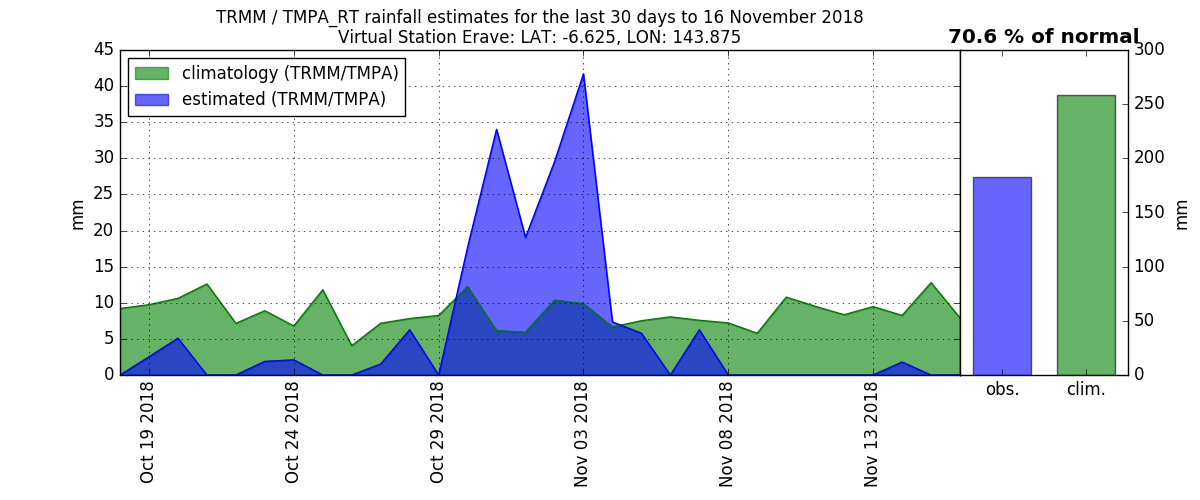 TRMM / TMPA_RT rainfall estimates for the last 30 days to 16 November 2018
Virtual Station Erave: LAT: -6.625, LON: 143.875
70.6 % of normal
climatology (TRMM/TMPA)
estimated (TRMM/TMPA)
45
40
35
30
25
20
15
10
5
0
mm
Oct 19 2018
Oct 24 2018
Oct 29 2018
Nov 03 2018
Nov 08 2018
Nov 13 2018
300
250
200
150
100
50
0
mm
obs.
clim.